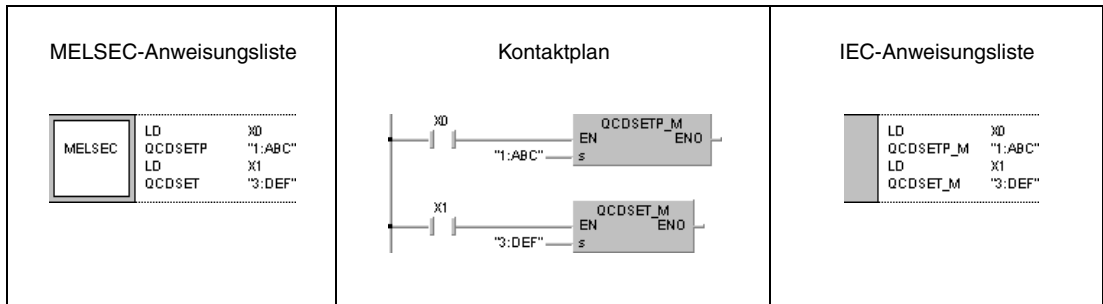 MELSEC-Anweisungsliste
MELSEC
LD X0
QCDSETP "1:ABC"
LD X1
QCDSET "3:DEF"
Kontaktplan
X0
QCDSETP_M
EN ENO
"1:ABC" s
X1
QCDSET_M
EN ENO
"3:DEF" s
IEC-Anweisungsliste
LD X0
QCDSETP_M "1:ABC"
LD X1
QCDSET_M "3:DEF"